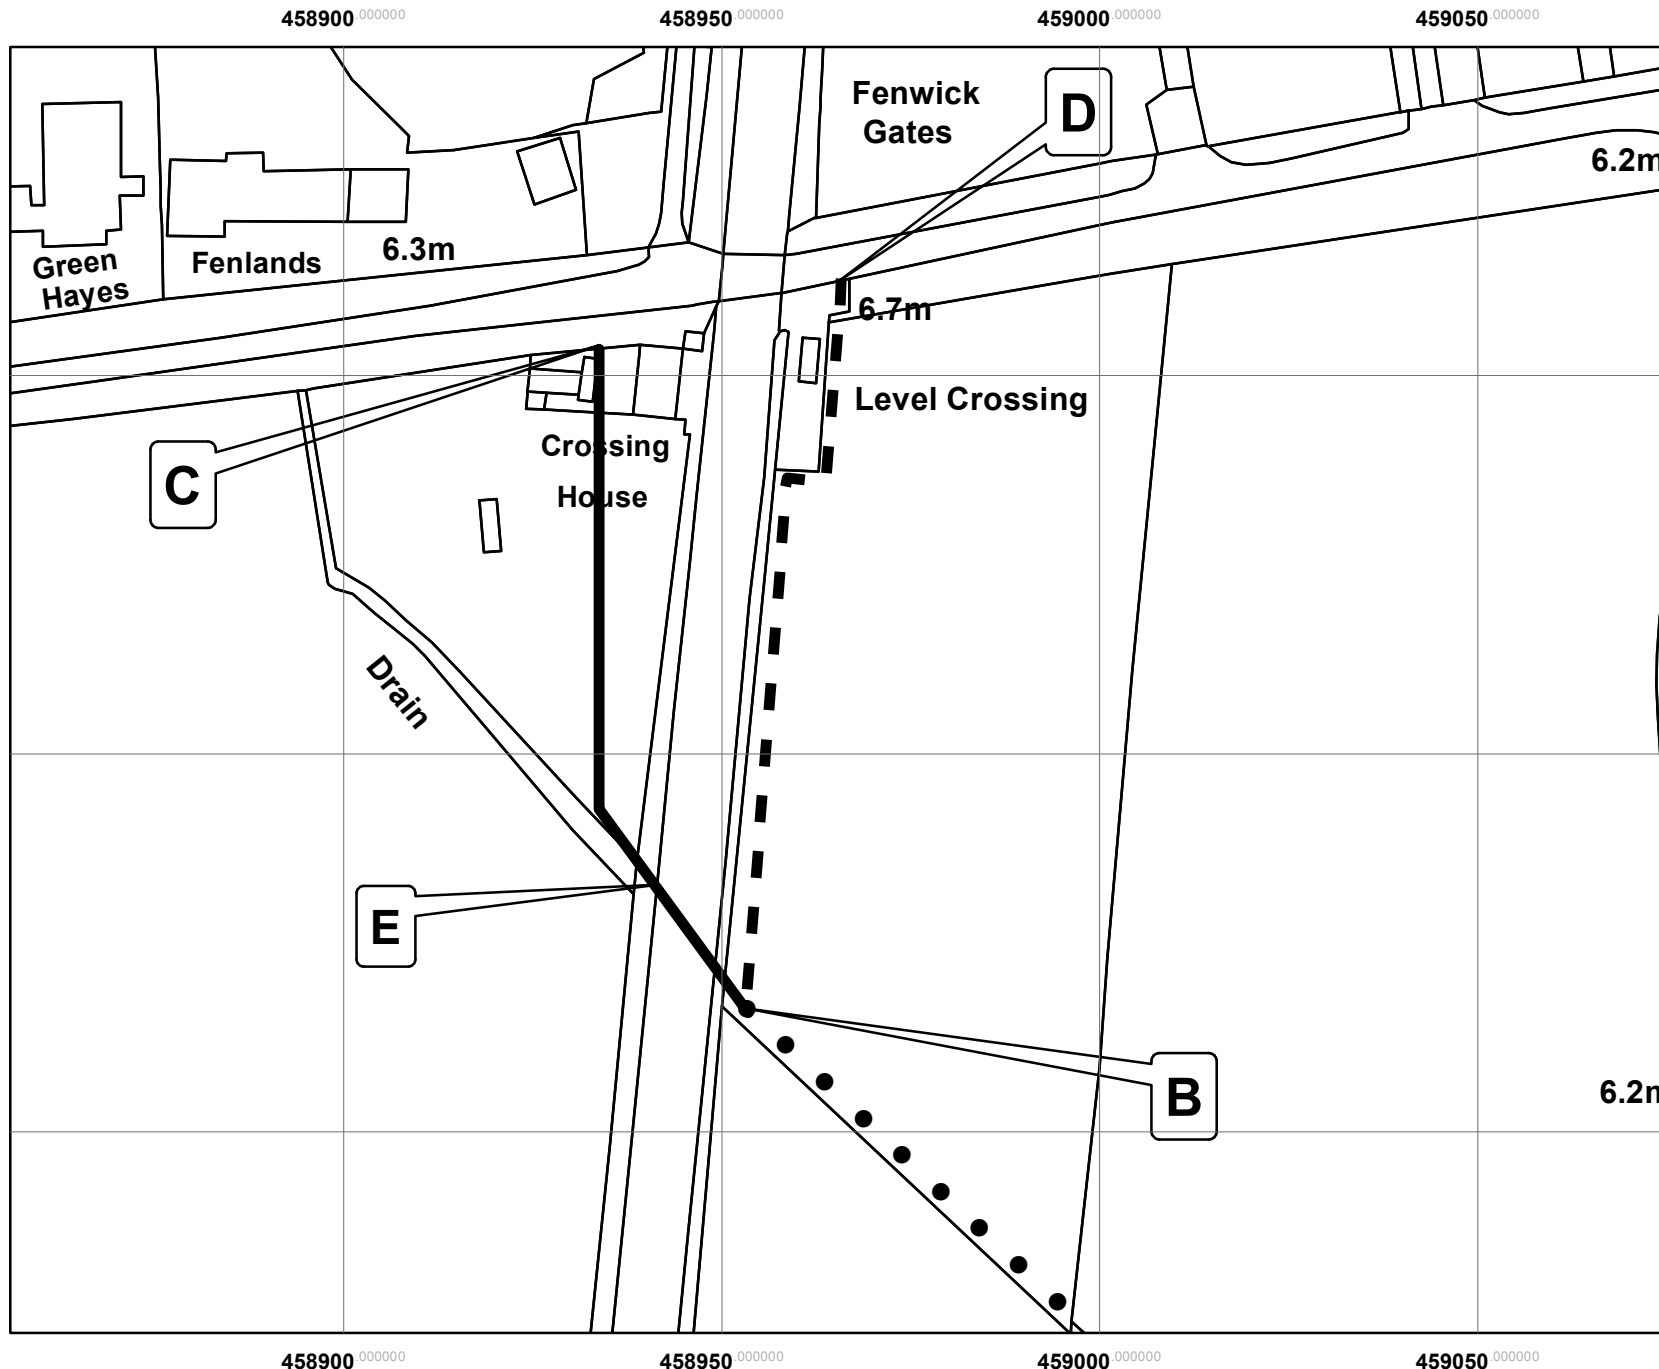 458900.000000 458950.000000 459000.000000 459050.000000
Fenwick
Gates
D
6.2m
Green
Hayes
Fenlands
6.3m
6.7m
Level Crossing
C
Crossing
House
Drain
E
B
6.2m
458900.000000 458950.000000 459000.000000 459050.000000